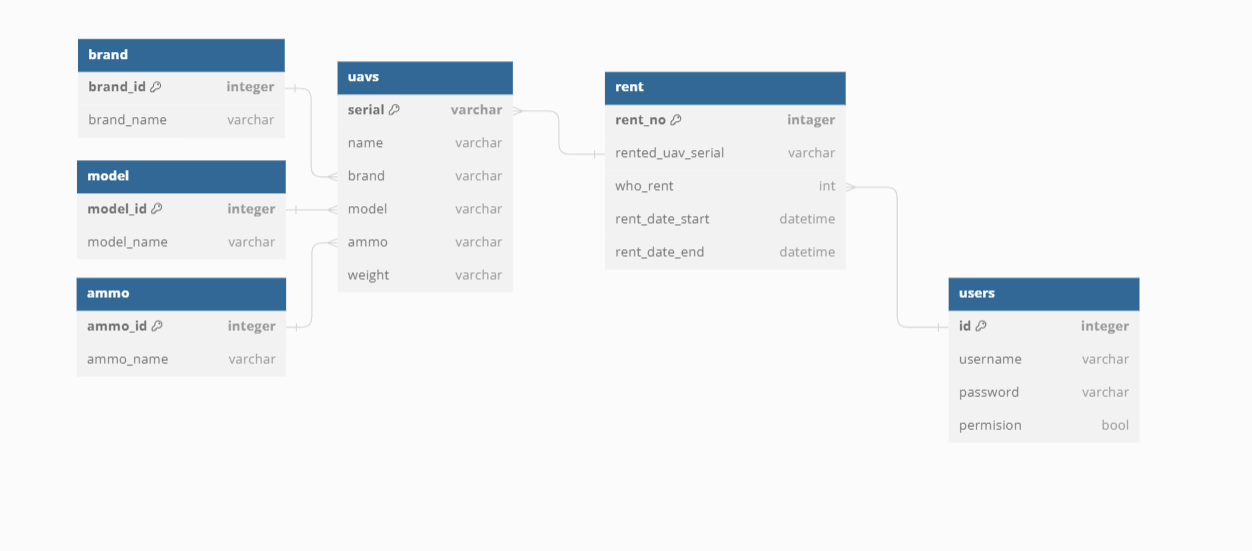 brand
brand_id integer
brand_name varchar
model
model_id integer
model_name varchar
ammo
ammo_id integer
ammo_name varchar
uavs
serial varchar
name varchar
brand varchar
model varchar
ammo varchar
weight varchar
rent
rent_no intager
rented_uav_serial varchar
who_rent int
rent_date_start datetime
rent_date_end datetime
users
id integer
username varchar
password varchar
permision bool